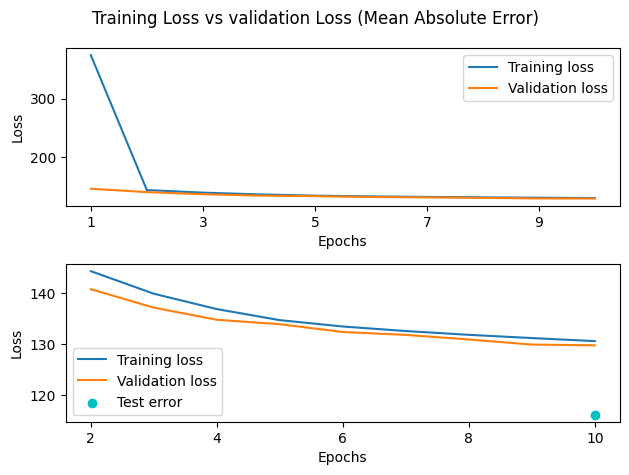 Training Loss vs validation Loss (Mean Absolute Error)
300
200
Loss
Training loss
Validation loss
1 3 5 7 9
Epochs
140
130
120
Loss
Training loss
Validation loss
Test error
2 4 6 8 10
Epochs